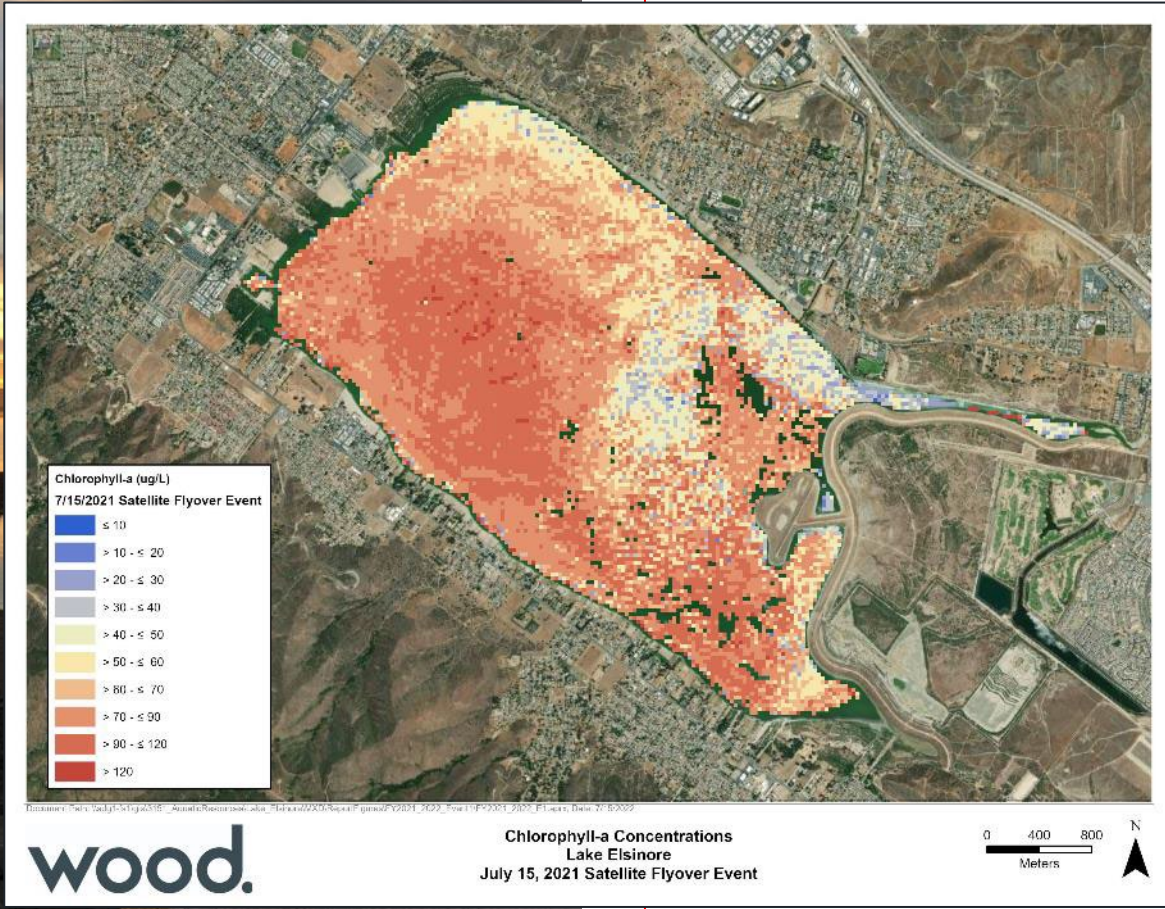 Chlorophyll-a (ug/L)
7/15/2021 Satellite Flyover Event
≤ 10
> 10 - ≤ 20
> 20 - ≤ 30
> 30 - ≤ 40
> 40 - ≤ 50
> 50 - ≤ 60
> 60 - ≤ 70
> 70 - ≤ 90
> 90 - ≤ 120
> 120
wood.
Chlorophyll-a Concentrations
Lake Elsinore
July 15, 2021 Satellite Flyover Event
0 400 800
Meters
N